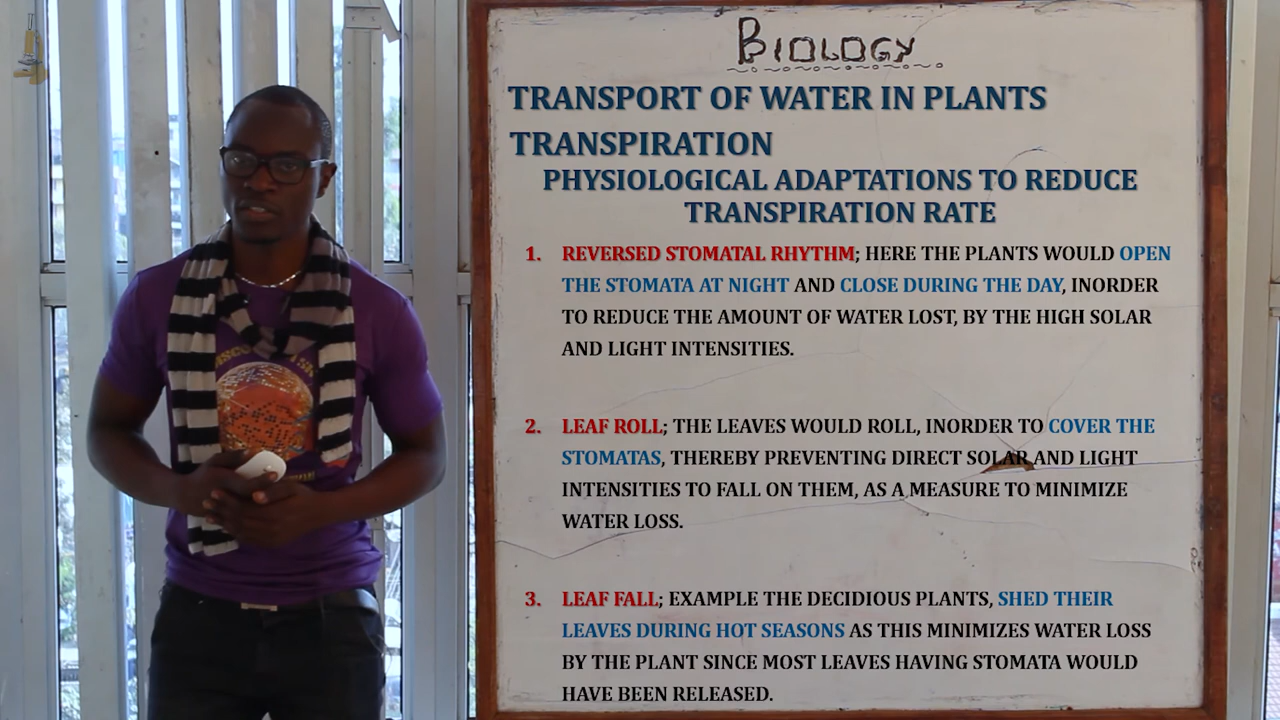 BIOLOGY
TRANSPORT OF WATER IN PLANTS
TRANSPIRATION
PHYSIOLOGICAL ADAPTATIONS TO REDUCE
TRANSPIRATION RATE
1. REVERSED STOMATAL RHYTHM; HERE THE PLANTS WOULD OPEN
THE STOMATA AT NIGHT AND CLOSE DURING THE DAY, INORDER
TO REDUCE THE AMOUNT OF WATER LOST, BY THE HIGH SOLAR
AND LIGHT INTENSITIES.
2. LEAF ROLL; THE LEAVES WOULD ROLL, INORDER TO COVER THE
STOMATAS, THEREBY PREVENTING DIRECT SOLAR AND LIGHT
INTENSITIES TO FALL ON THEM, AS A MEASURE TO MINIMIZE
WATER LOSS.
3. LEAF FALL; EXAMPLE THE DECIDIOUS PLANTS, SHED THEIR
LEAVES DURING HOT SEASONS AS THIS MINIMIZES WATER LOSS
BY THE PLANT SINCE MOST LEAVES HAVING STOMATA WOULD
HAVE BEEN RELEASED.